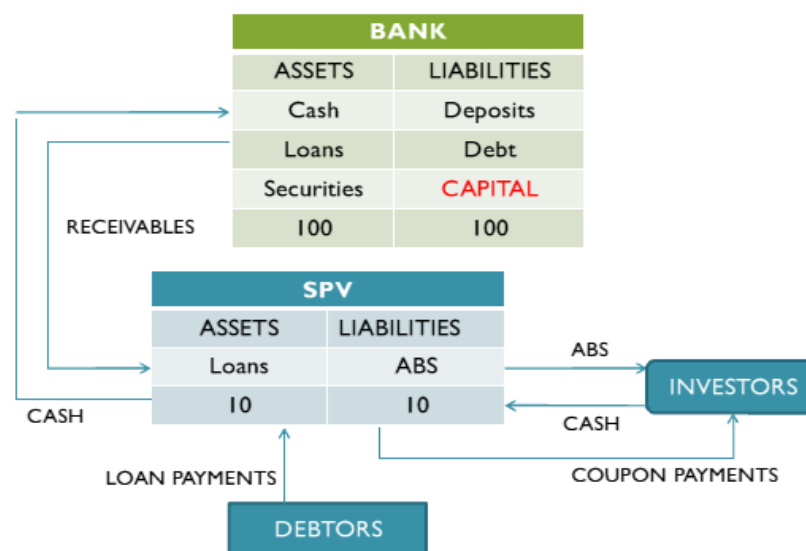 BANK
ASSETS LIABILITIES
Cash Deposits
Loans Debt
Securities CAPITAL
100 100
RECEIVABLES
SPV
ASSETS LIABILITIES
Loans ABS
10 10
ABS
INVESTORS
CASH
CASH
LOAN PAYMENTS
COUPON PAYMENTS
DEBTORS